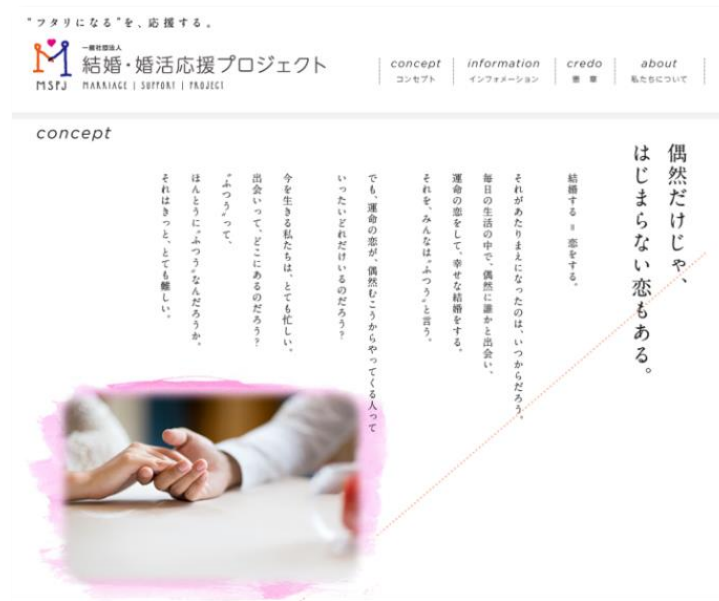 "フタリになる"を、応援する。
一般社団法人
結婚・婚活応援プロジェクト
MSPJ MARRIAGE | SUPPORT | PROJECT
concept
コンセプト
information
インフォメーション
credo
憲章
about
私たちについて
concept
偶然だけじゃ、
はじまらない恋もある。
結婚する = 恋をする。
それがあたりまえになったのは、いつからだろう。
毎日の生活の中で、偶然に誰かと出会い、
運命の恋をして、幸せな結婚をする。
それを、みんなは"ふつう"と言う。
でも、運命の恋が、偶然むこうからやってくる人って
いったいどれだけいるのだろう?
今を生きる私たちは、とても忙しい。
出会いって、どこにあるのだろう?
"ふつう"って、
ほんとうに"ふつう"なんだろうか。
それはきっと、とても難しい。